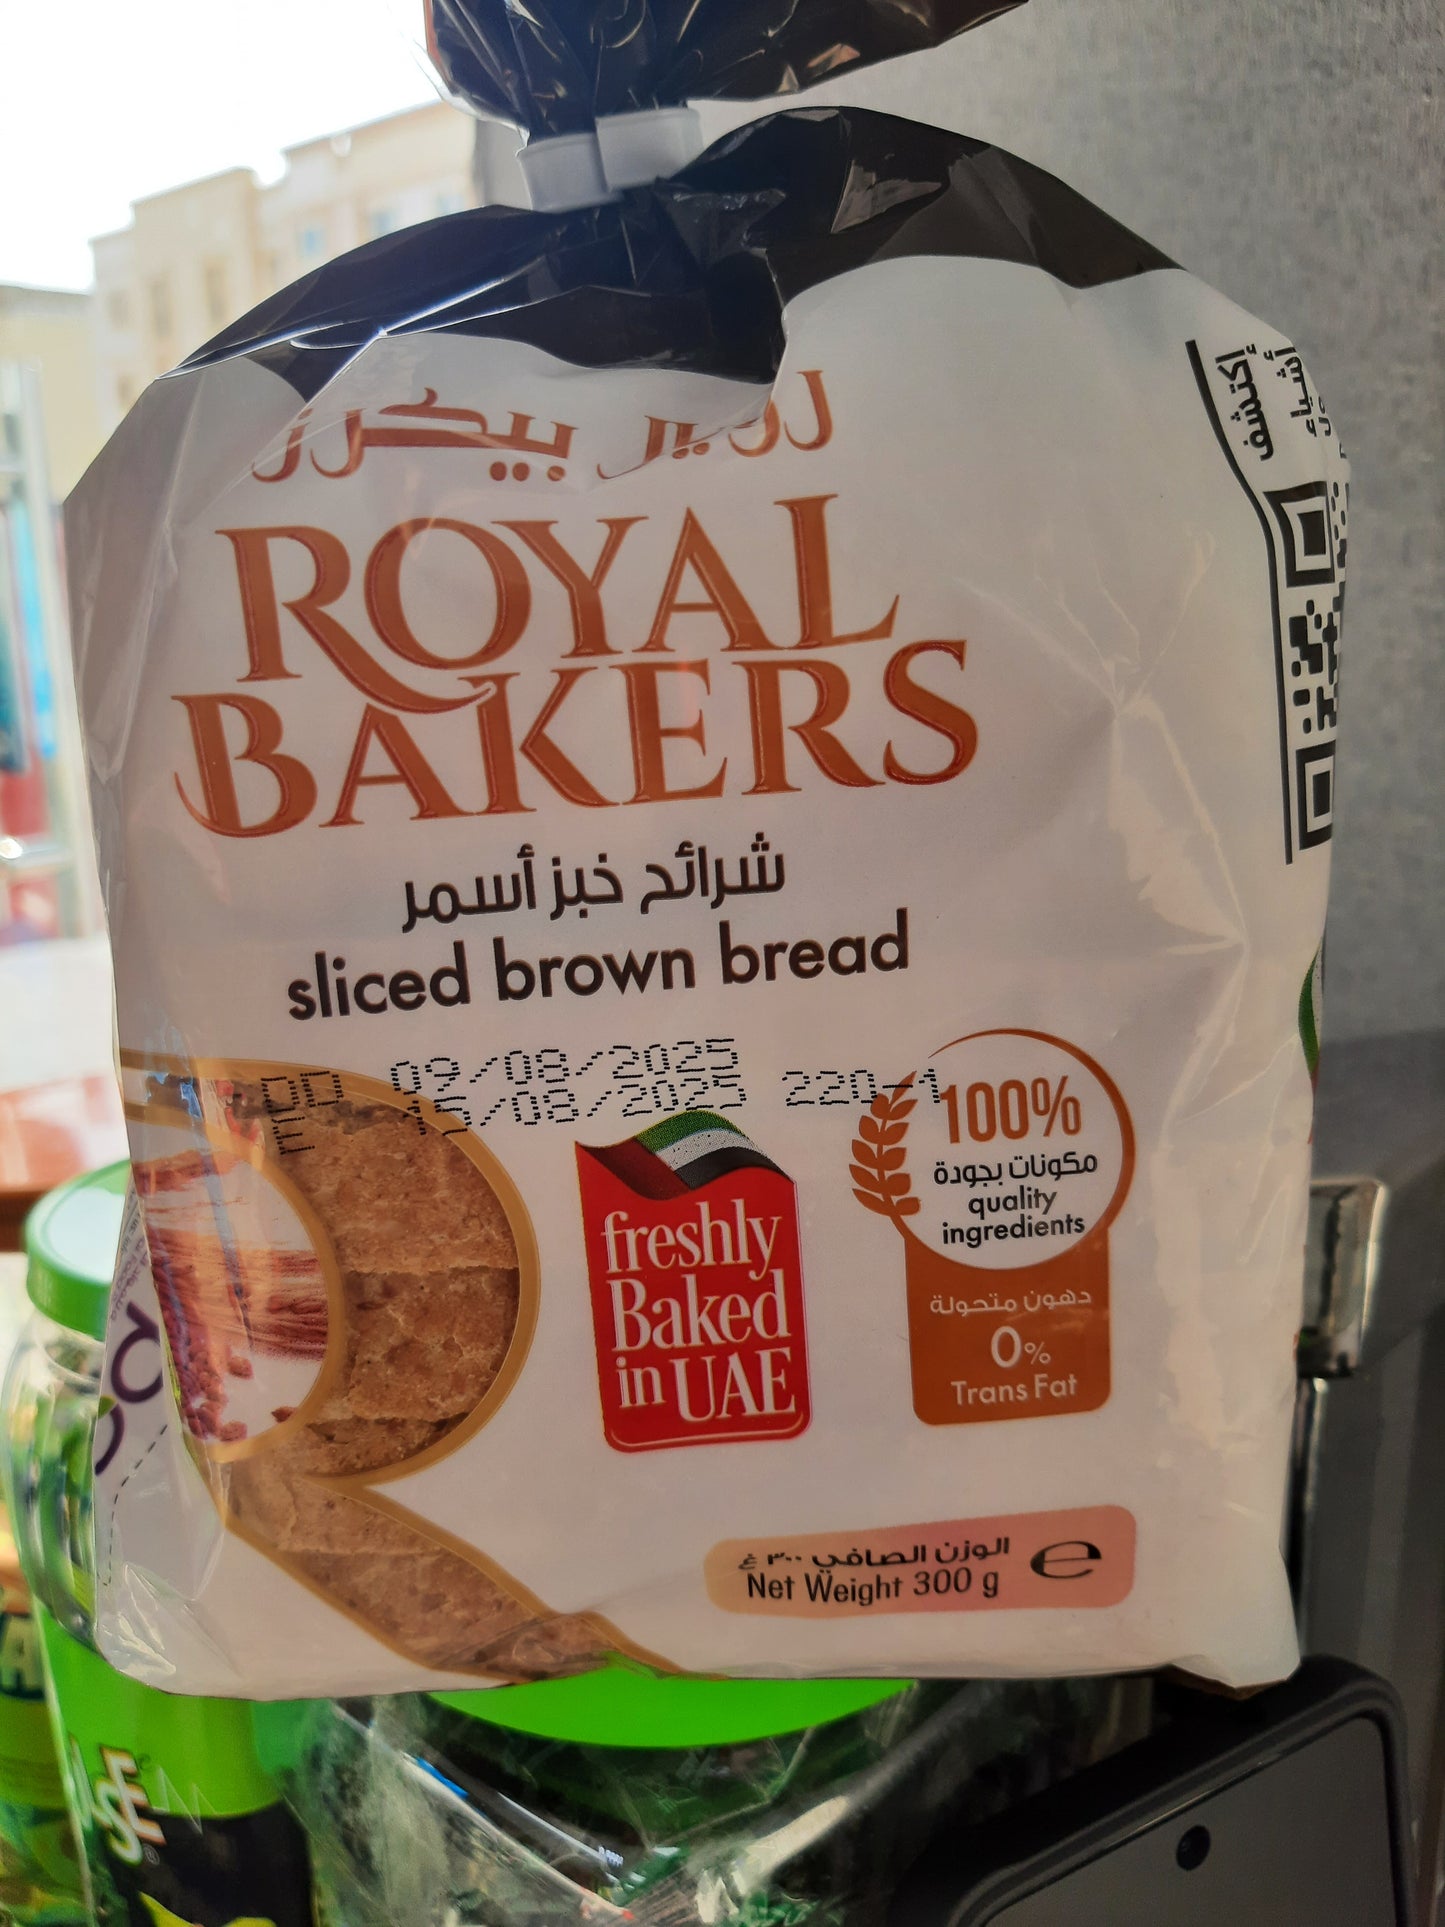 بيكرز
ROYAL
BAKERS
شرائح خبز أسمر
sliced brown bread
PD 09/08/2025
ED 15/08/2025 220-1
إكتشف
أشياء
freshly
Baked
in UAE
100%
مكونات بجودة
quality
ingredients
دهون متحولة
0%
Trans Fat
الوزن الصافي ٣٠٠ غ
Net Weight 300 g e